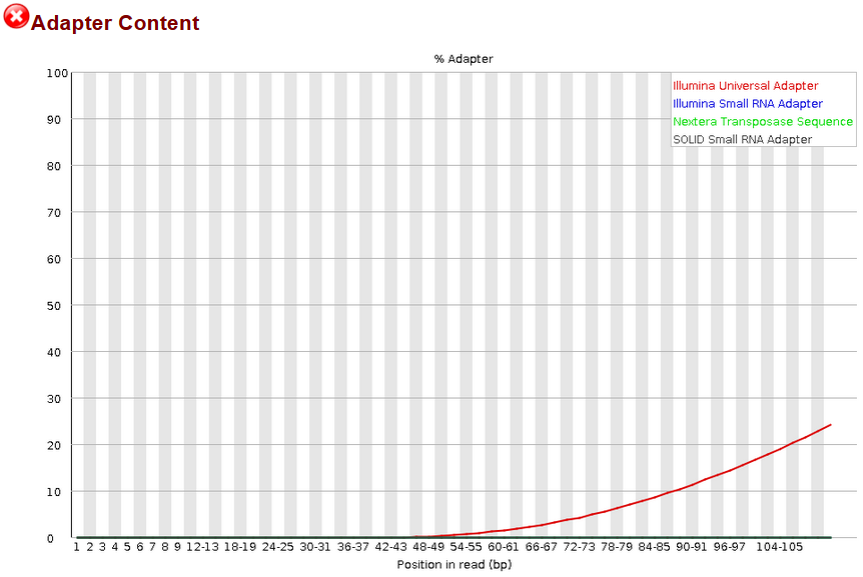 Adapter Content
% Adapter
100
90
80
70
60
50
40
30
20
10
0
Illumina Universal Adapter
Illumina Small RNA Adapter
Nextera Transposase Sequence
SOLID Small RNA Adapter
1 2 3 4 5 6 7 8 9 12-13 18-19 24-25 30-31 36-37 42-43 48-49 54-55 60-61 66-67 72-73 78-79 84-85 90-91 96-97 104-105
Position in read (bp)